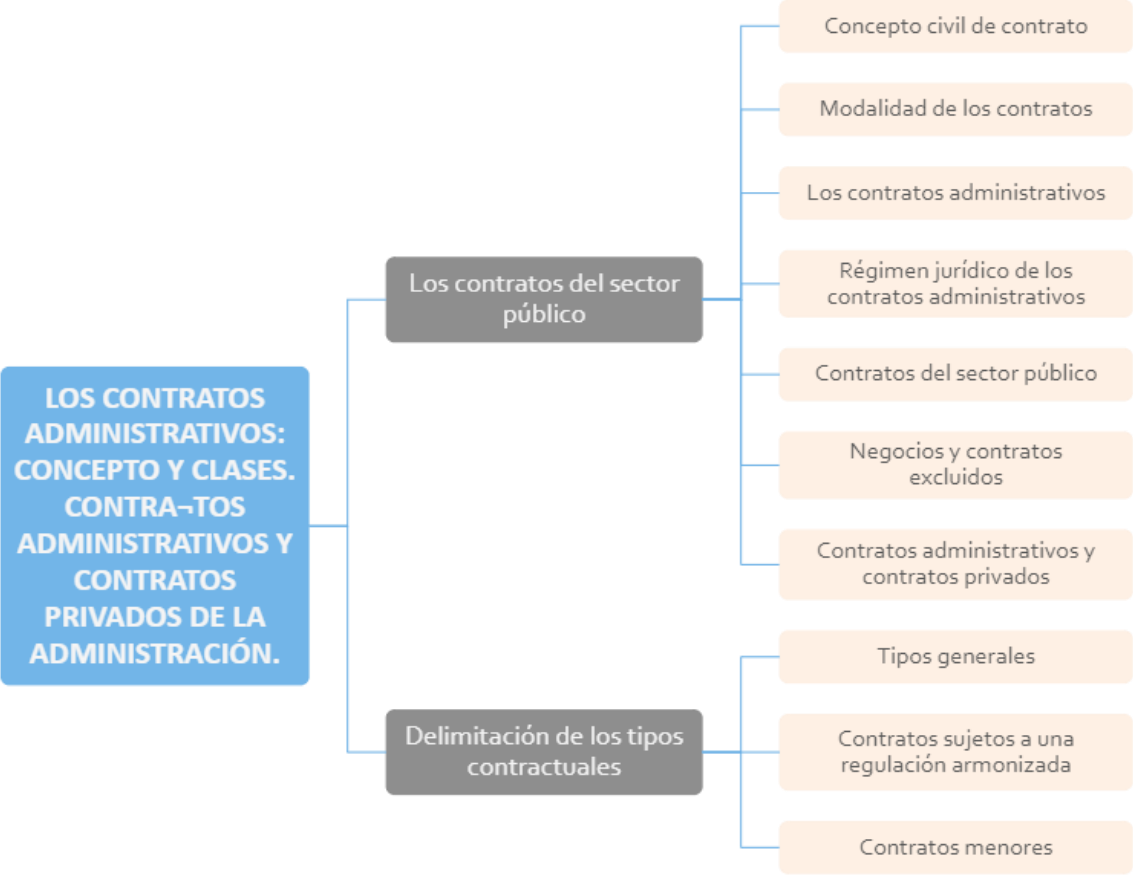 LOS CONTRATOS
ADMINISTRATIVOS:
CONCEPTO Y CLASES.
CONTRA¬TOS
ADMINISTRATIVOS Y
CONTRATOS
PRIVADOS DE LA
ADMINISTRACIÓN.
Los contratos del sector
público
Concepto civil de contrato
Modalidad de los contratos
Los contratos administrativos
Régimen jurídico de los
contratos administrativos
Contratos del sector público
Negocios y contratos
excluidos
Contratos administrativos y
contratos privados
Delimitación de los tipos
contractuales
Tipos generales
Contratos sujetos a una
regulación armonizada
Contratos menores